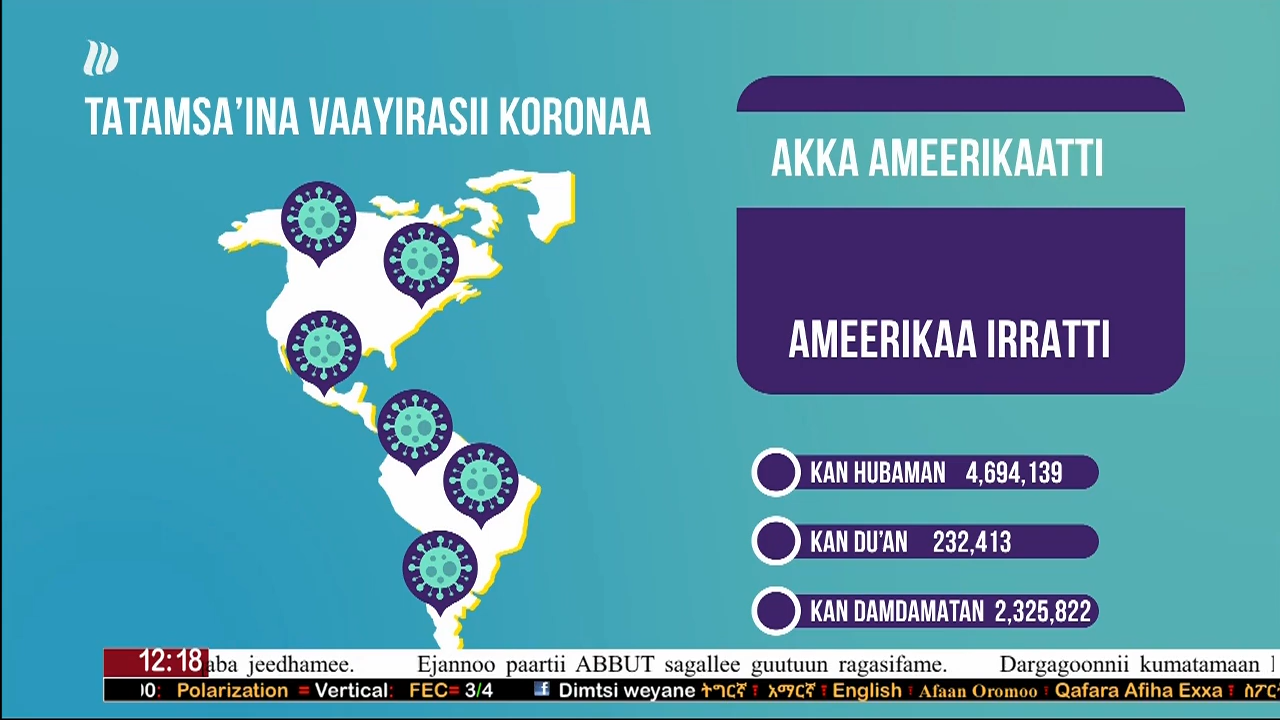 TATAMSA'INA VAAYIRASII KORONAA
AKKA AMEERIKAATTI
AMEERIKAA IRRATTI
KAN HUBAMAN 4,694,139
KAN DU'AN 232,413
KAN DAMDAMATAN 2,325,822
12:18 aba jeedhamee. Ejannoo paartii ABBUT sagallee guutuun ragasifame. Dargagoonnii kumatamaan
00: Polarization = Vertical: FEC= 3/4 Dimtsi weyane ትግርኛ ፡ አማርኛ ፡ English ፡ Afaan Oromoo ፡ Qafara Afiha Exxa ፡